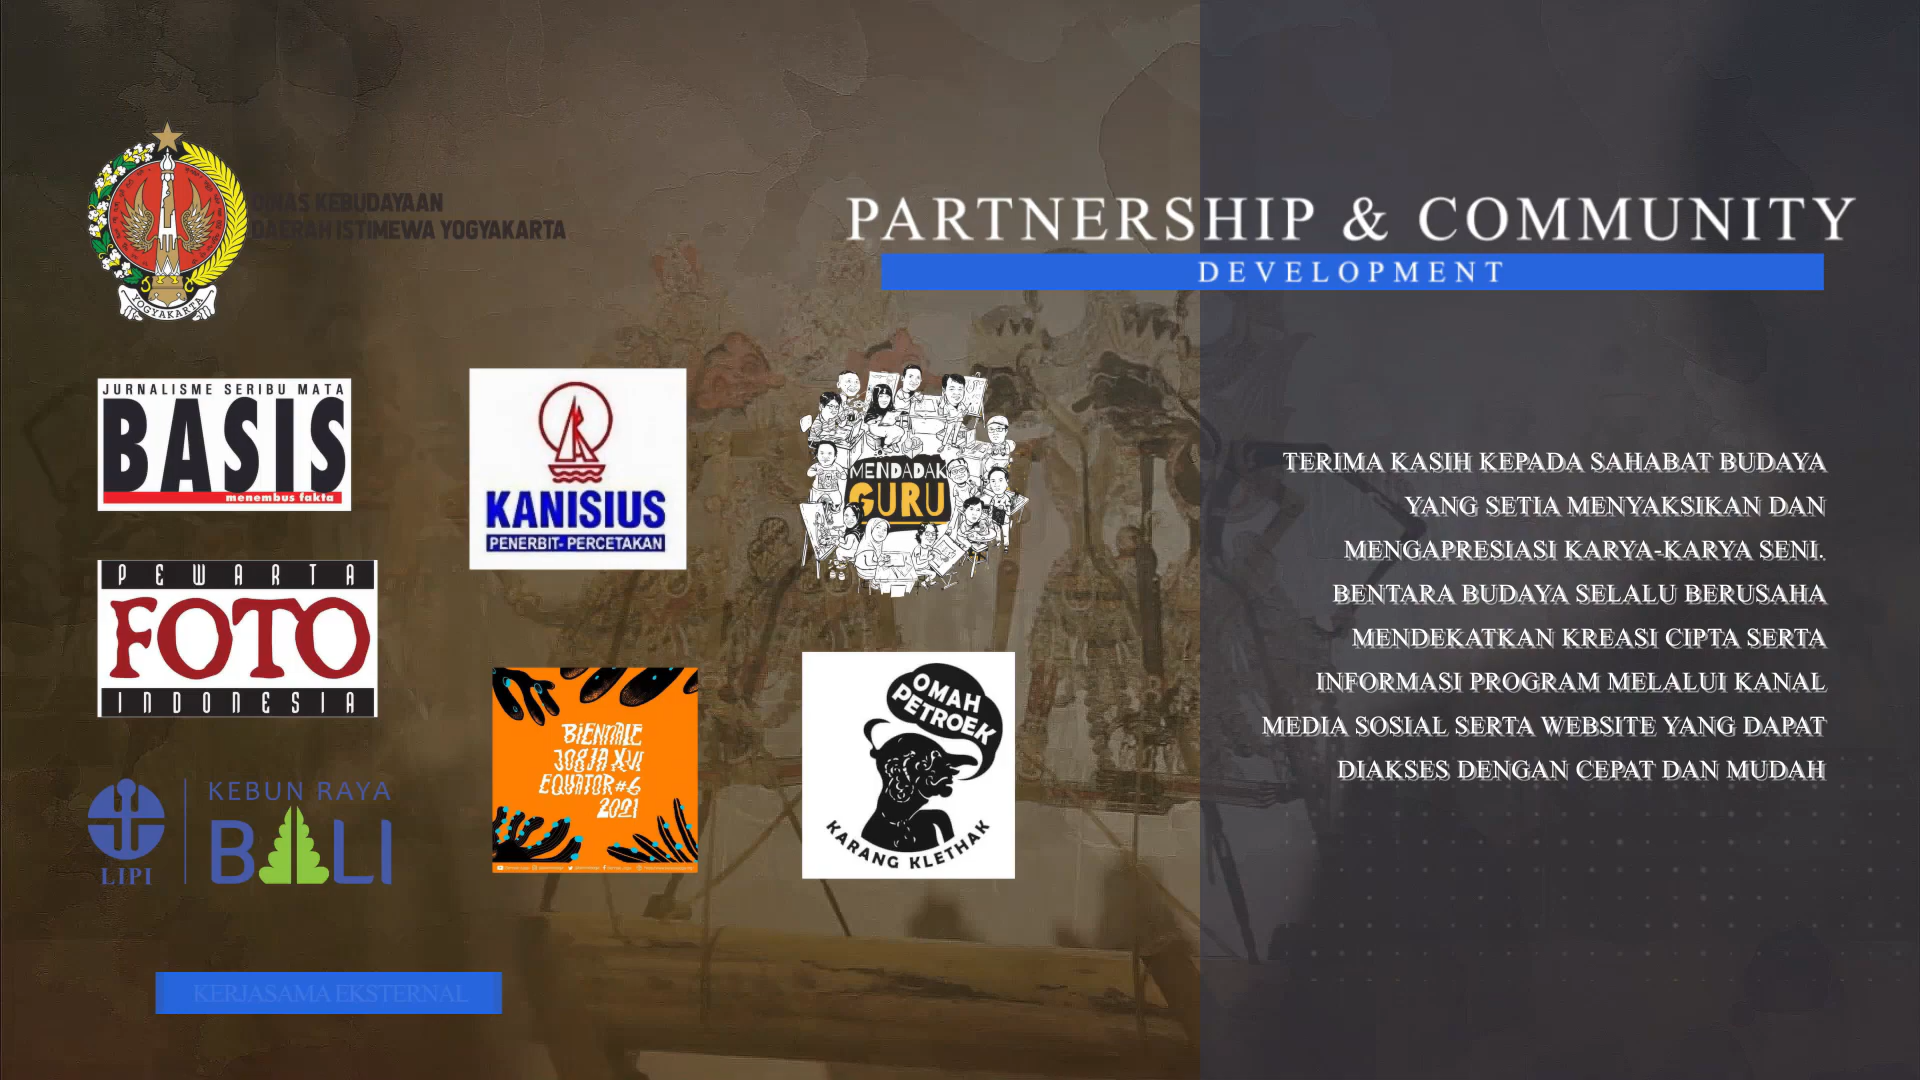 PARTNERSHIP & COMMUNITY
DEVELOPMENT
DINAS KEBUDAYAAN
DAERAH ISTIMEWA YOGYAKARTA
YOGYAKARTA
JURNALISME SERIBU MATA
BASIS
menembus fakta
KANISIUS
PENERBIT- PERCETAKAN
MENDADAK
GURU
PEWARTA
FOTO
INDONESIA
BIENNALE
JOGJA XVI
EQUATOR#6
2021
OMAH
PETROEK
KARANG KLETHAK
LIPI
KEBUN RAYA
BALI
KERJASAMA EKSTERNAL
TERIMA KASIH KEPADA SAHABAT BUDAYA
YANG SETIA MENYAKSIKAN DAN
MENGAPRESIASI KARYA-KARYA SENI.
BENTARA BUDAYA SELALU BERUSAHA
MENDEKATKAN KREASI CIPTA SERTA
INFORMASI PROGRAM MELALUI KANAL
MEDIA SOSIAL SERTA WEBSITE YANG DAPAT
DIAKSES DENGAN CEPAT DAN MUDAH